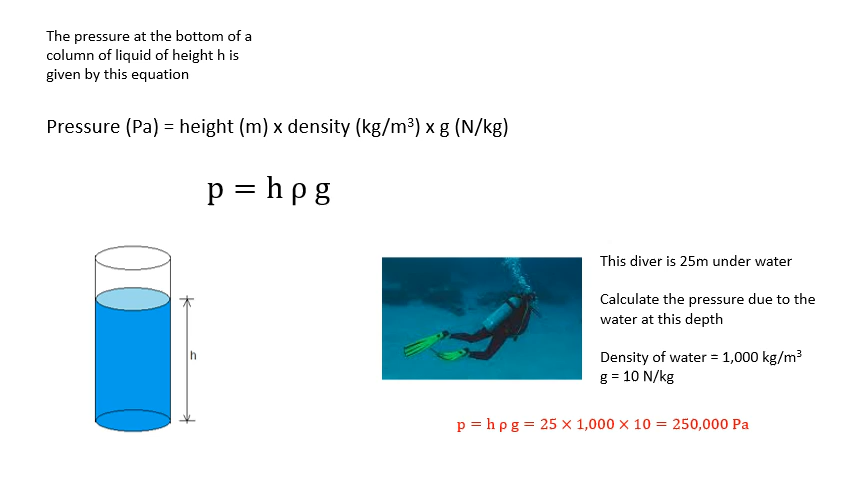 The pressure at the bottom of a
column of liquid of height h is
given by this equation
Pressure (Pa) = height (m) x density (kg/m³) x g (N/kg)
p = h ρ g
h
This diver is 25m under water
Calculate the pressure due to the
water at this depth
Density of water = 1,000 kg/m³
g = 10 N/kg
p = h ρ g = 25 × 1,000 × 10 = 250,000 Pa